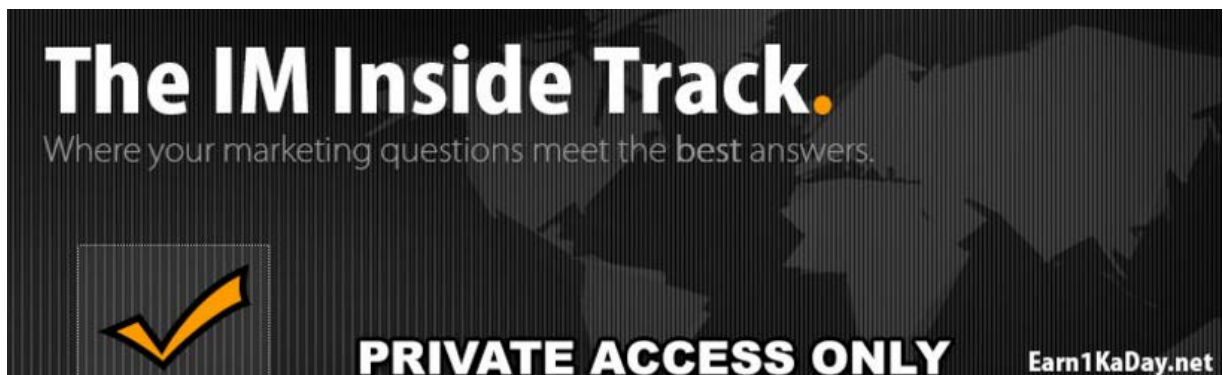 The IM Inside Track.
Where your marketing questions meet the best answers.
PRIVATE ACCESS ONLY
Earn1KaDay.net